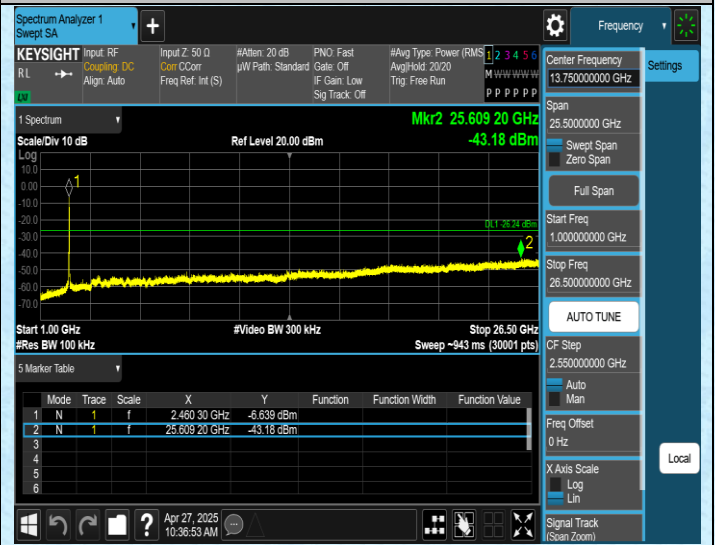 Spectrum Analyzer 1
Swept SA
+
Frequency
KEYSIGHT
RL
LXI
Input: RF
Coupling: DC
Align: Auto
Input Z: 50 Ω
Corr CCorr
Freq Ref: Int (S)
#Atten: 20 dB
µW Path: Standard
PNO: Fast
Gate: Off
IF Gain: Low
Sig Track: Off
#Avg Type: Power (RMS
Avg|Hold: 20/20
Trig: Free Run
1 2 3 4 5 6
M W W W W W
P P P P P P
1 Spectrum
Scale/Div 10 dB
Ref Level 20.00 dBm
Mkr2 25.609 20 GHz
-43.18 dBm
Log
10.0
0.00
-10.0
-20.0
-30.0
-40.0
-50.0
-60.0
-70.0
1
DL1 -26.24 dBm
2
Start 1.00 GHz
#Res BW 100 kHz
#Video BW 300 kHz
Stop 26.50 GHz
Sweep ~943 ms (30001 pts)
5 Marker Table
Mode Trace Scale X Y Function Function Width Function Value
1 N 1 f 2.460 30 GHz -6.639 dBm
2 N 1 f 25.609 20 GHz -43.18 dBm
3
4
5
6
?
Apr 27, 2025
10:36:53 AM
Center Frequency
13.750000000 GHz
Span
25.5000000 GHz
Swept Span
Zero Span
Full Span
Start Freq
1.000000000 GHz
Stop Freq
26.500000000 GHz
AUTO TUNE
CF Step
2.550000000 GHz
Auto
Man
Freq Offset
0 Hz
X Axis Scale
Log
Lin
Signal Track
(Span Zoom)
Settings
Local